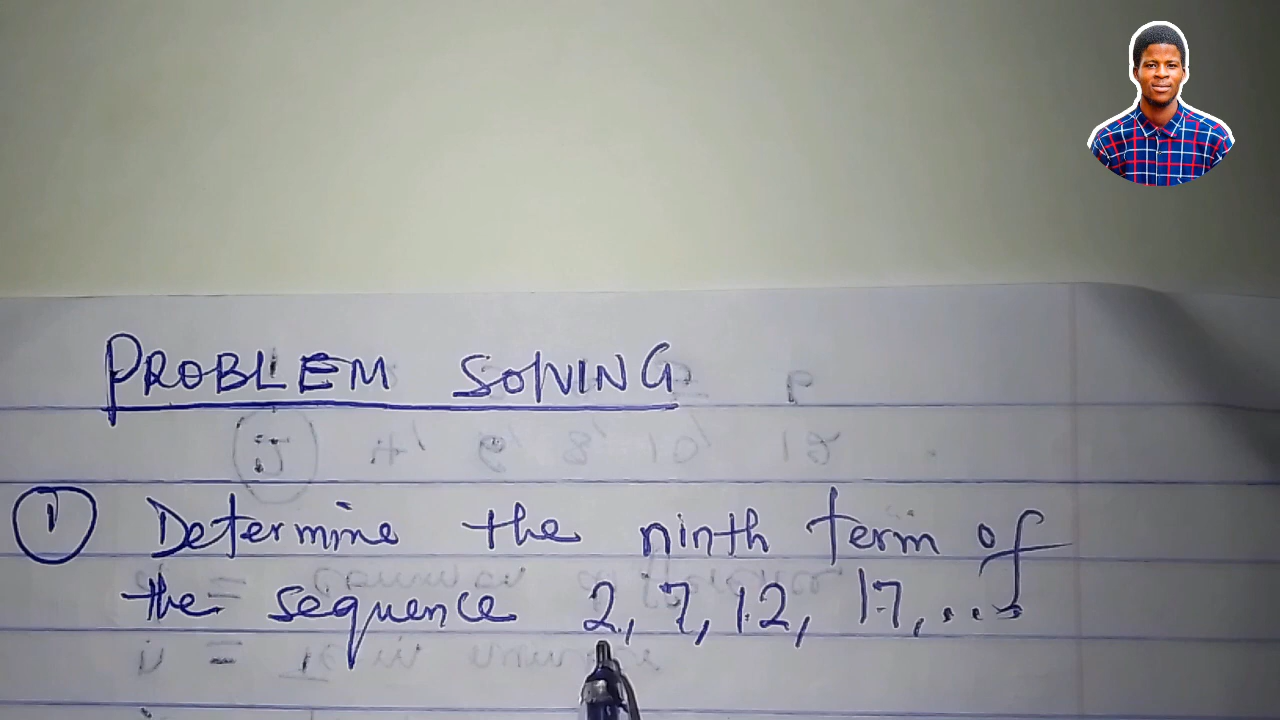 PROBLEM SOLVING
① Determine the ninth term of
the sequence 2, 7, 12, 17, ...